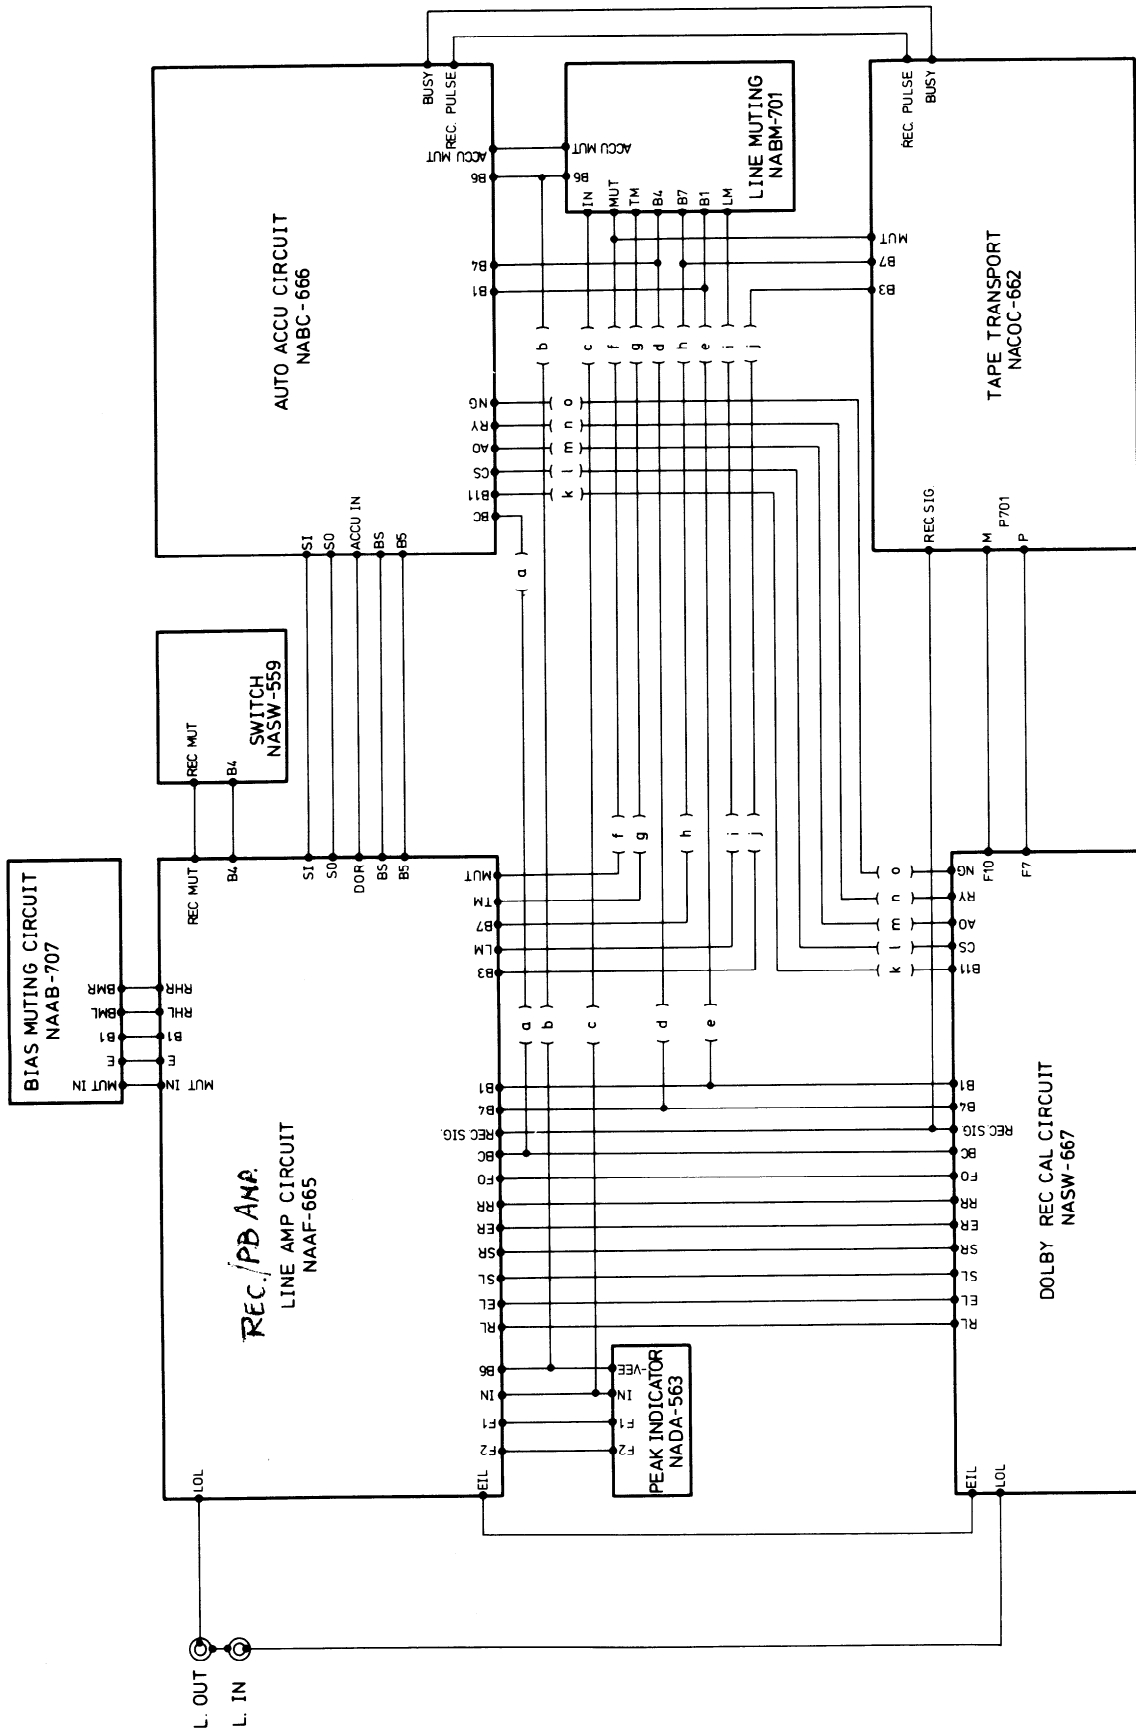 BIAS MUTING CIRCUIT
NAAB-707
MUT IN
E
B1
BML
BMR
MUT IN
E
B1
RHL
RHR
REC./PB AMP.
LINE AMP CIRCUIT
NAAF-665
LOL
REC MUT
B4
SI
SO
DOR
BS
B5
EIL
F2
F1
IN
B6
RL
EL
SL
SR
ER
RR
FO
BC
REC SIG.
B4
B1
B3
LM
B7
TM
MUT
SWITCH
NASW-559
REC MUT
B4
AUTO ACCU CIRCUIT
NABC-666
SI
SO
ACCU IN
BS
B5
BC
B11
CS
AO
RY
NG
B1
B4
B6
ACCU MUT
REC. PULSE
BUSY
LINE MUTING
NABM-701
ACCU MUT
B6
IN
MUT
TM
B4
B7
B1
LM
a
k
l
m
n
o
b
c
f
g
d
h
e
i
j
f
g
h
i
j
a
b
c
d
e
k
l
m
n
o
PEAK INDICATOR
NADA-563
F2
F1
IN
-VEE
L. OUT
L. IN
DOLBY REC CAL CIRCUIT
NASW-667
EIL
LOL
RL
EL
SL
SR
ER
RR
FO
BC
REC SIG
B4
B1
B11
CS
AO
RY
NG
F10
F7
TAPE TRANSPORT
NACOC-662
REC SIG.
M
P701
P
B3
B7
MUT
REC. PULSE
BUSY